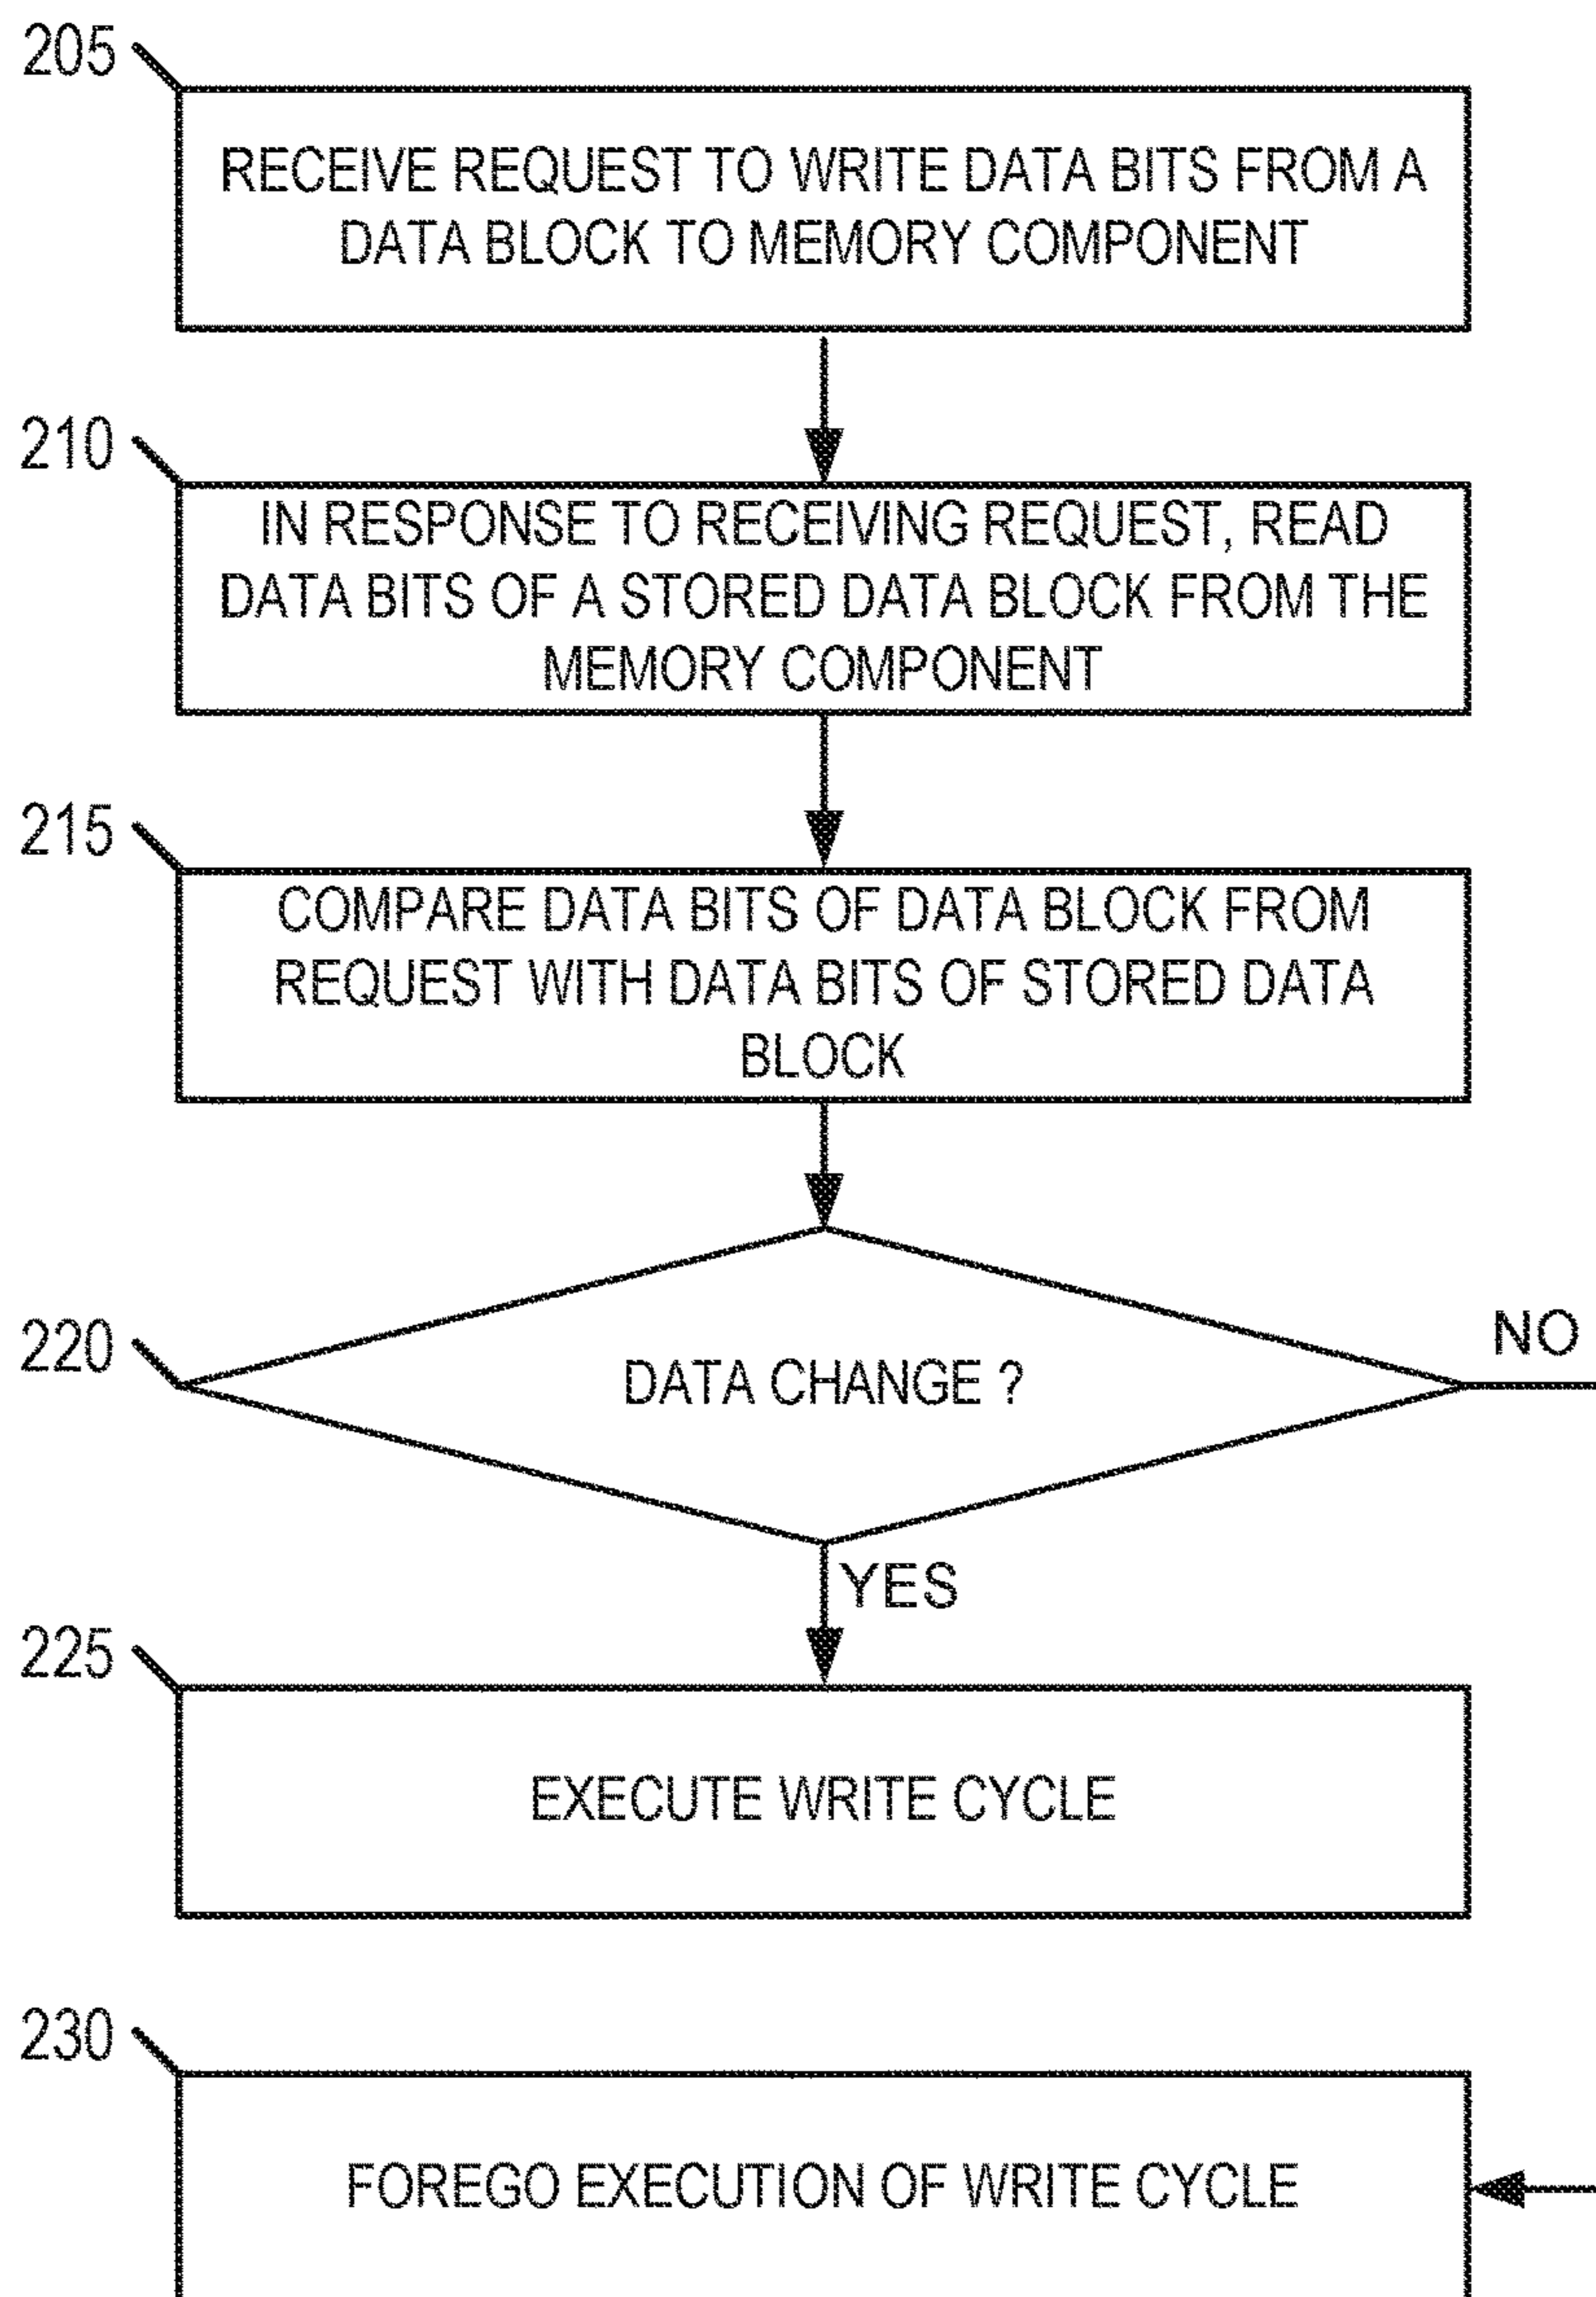 205
RECEIVE REQUEST TO WRITE DATA BITS FROM A
DATA BLOCK TO MEMORY COMPONENT
210
IN RESPONSE TO RECEIVING REQUEST, READ
DATA BITS OF A STORED DATA BLOCK FROM THE
MEMORY COMPONENT
215
COMPARE DATA BITS OF DATA BLOCK FROM
REQUEST WITH DATA BITS OF STORED DATA
BLOCK
220
DATA CHANGE ?
NO
YES
225
EXECUTE WRITE CYCLE
230
FOREGO EXECUTION OF WRITE CYCLE